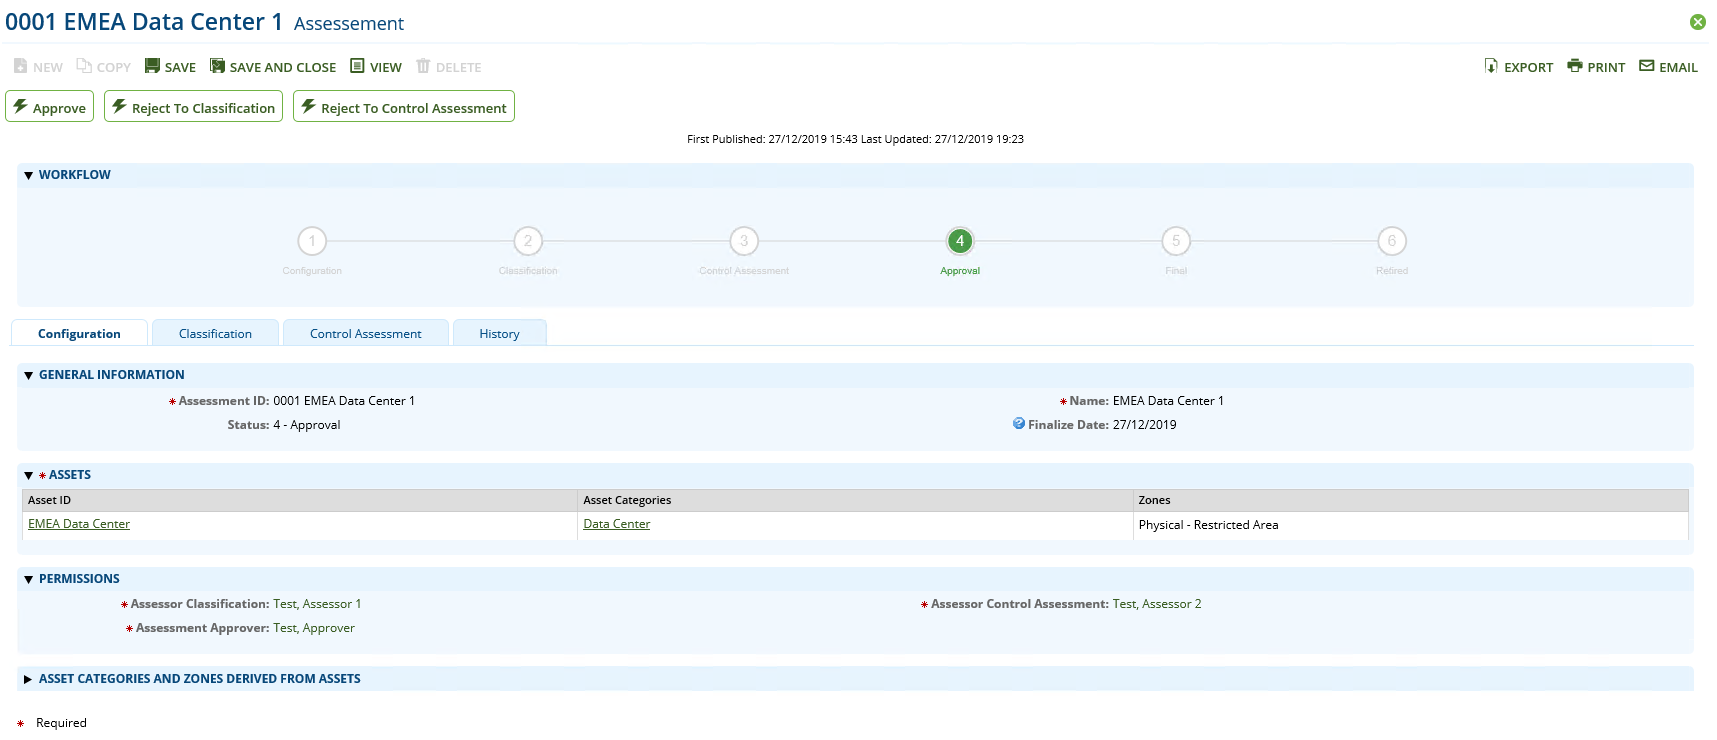 0001 EMEA Data Center 1 Assessement
NEW COPY SAVE SAVE AND CLOSE VIEW DELETE EXPORT PRINT EMAIL
Approve Reject To Classification Reject To Control Assessment
First Published: 27/12/2019 15:43 Last Updated: 27/12/2019 19:23
▼ WORKFLOW
1 2 3 4 5 6
Configuration Classification Control Assessment Approval Final Retired
Configuration Classification Control Assessment History
▼ GENERAL INFORMATION
* Assessment ID: 0001 EMEA Data Center 1 * Name: EMEA Data Center 1
Status: 4 - Approval ? Finalize Date: 27/12/2019
▼ * ASSETS
Asset ID Asset Categories Zones
EMEA Data Center Data Center Physical - Restricted Area
▼ PERMISSIONS
* Assessor Classification: Test, Assessor 1 * Assessor Control Assessment: Test, Assessor 2
* Assessment Approver: Test, Approver
▶ ASSET CATEGORIES AND ZONES DERIVED FROM ASSETS
* Required